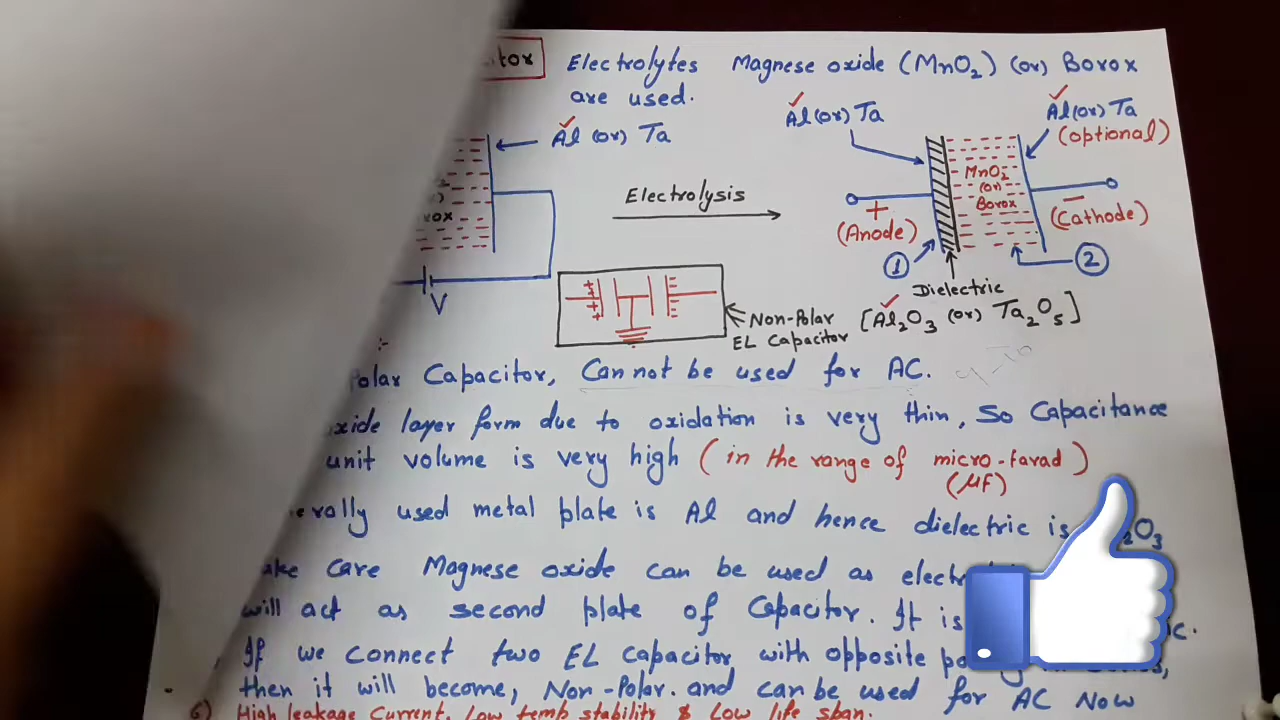 Electrolytes Magnese oxide (MnO2) (or) Borox
are used.
Al (or) Ta
Al (or) Ta
Al (or) Ta
(optional)
Electrolysis
MnO2
(or)
Borox
+
(Anode)
−
(Cathode)
1
2
V
Dielectric
[Al2O3 (or) Ta2O5]
Non-Polar
EL Capacitor
Capacitor, Cannot be used for AC.
layer form due to oxidation is very thin, So Capacitance
unit volume is very high (in the range of micro-farad)
(μF)
used metal plate is Al and hence dielectric is
care Magnese oxide can be used as
will act as second plate of Capacitor. It is
If we connect two EL Capacitor with opposite
then it will become, Non-Polar. and can be used for AC Now
6) High leakage Current, Low temb stability & Low life sban.